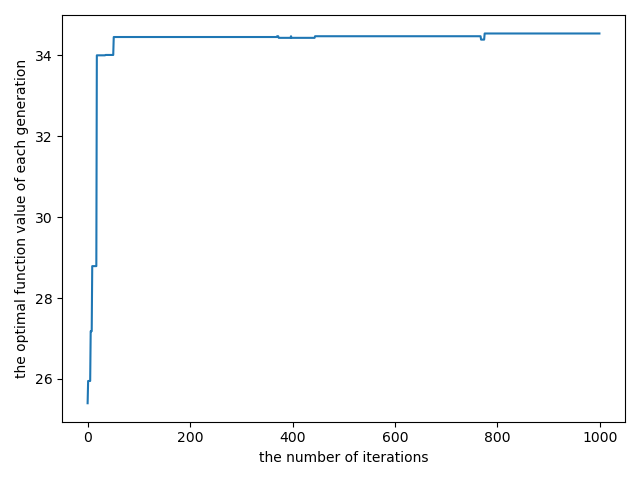 the optimal function value of each generation
34
32
30
28
26
0 200 400 600 800 1000
the number of iterations